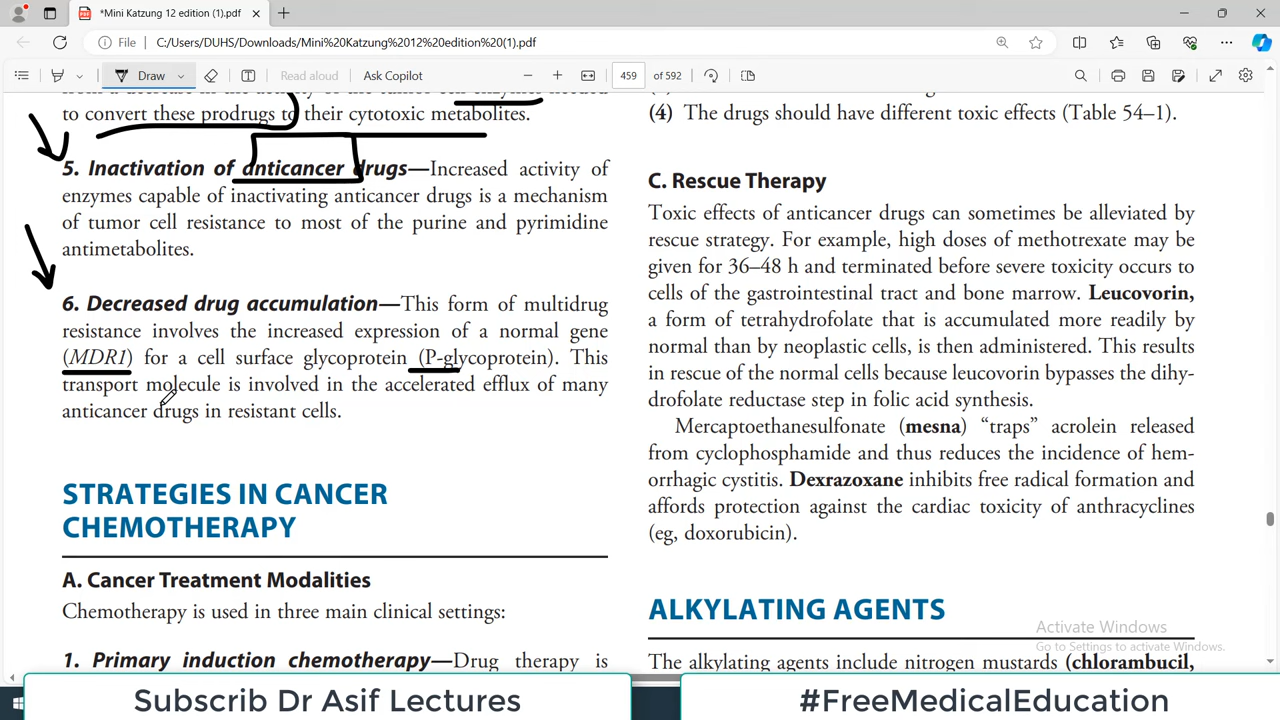 *Mini Katzung 12 edition (1).pdf
File
C:/Users/DUHS/Downloads/Mini%20Katzung%2012%20edition%20(1).pdf
Draw
Read aloud
Ask Copilot
459
of 592
to convert these prodrugs to their cytotoxic metabolites.
5. Inactivation of anticancer drugs—Increased activity of
enzymes capable of inactivating anticancer drugs is a mechanism
of tumor cell resistance to most of the purine and pyrimidine
antimetabolites.
6. Decreased drug accumulation—This form of multidrug
resistance involves the increased expression of a normal gene
(MDR1) for a cell surface glycoprotein (P-glycoprotein). This
transport molecule is involved in the accelerated efflux of many
anticancer drugs in resistant cells.
STRATEGIES IN CANCER
CHEMOTHERAPY
A. Cancer Treatment Modalities
Chemotherapy is used in three main clinical settings:
1. Primary induction chemotherapy—Drug therapy is
(4) The drugs should have different toxic effects (Table 54–1).
C. Rescue Therapy
Toxic effects of anticancer drugs can sometimes be alleviated by
rescue strategy. For example, high doses of methotrexate may be
given for 36–48 h and terminated before severe toxicity occurs to
cells of the gastrointestinal tract and bone marrow. Leucovorin,
a form of tetrahydrofolate that is accumulated more readily by
normal than by neoplastic cells, is then administered. This results
in rescue of the normal cells because leucovorin bypasses the dihy-
drofolate reductase step in folic acid synthesis.
Mercaptoethanesulfonate (mesna) “traps” acrolein released
from cyclophosphamide and thus reduces the incidence of hem-
orrhagic cystitis. Dexrazoxane inhibits free radical formation and
affords protection against the cardiac toxicity of anthracyclines
(eg, doxorubicin).
ALKYLATING AGENTS
The alkylating agents include nitrogen mustards (chlorambucil,
Activate Windows
Go to Settings to activate Windows.
Subscrib Dr Asif Lectures
#FreeMedicalEducation